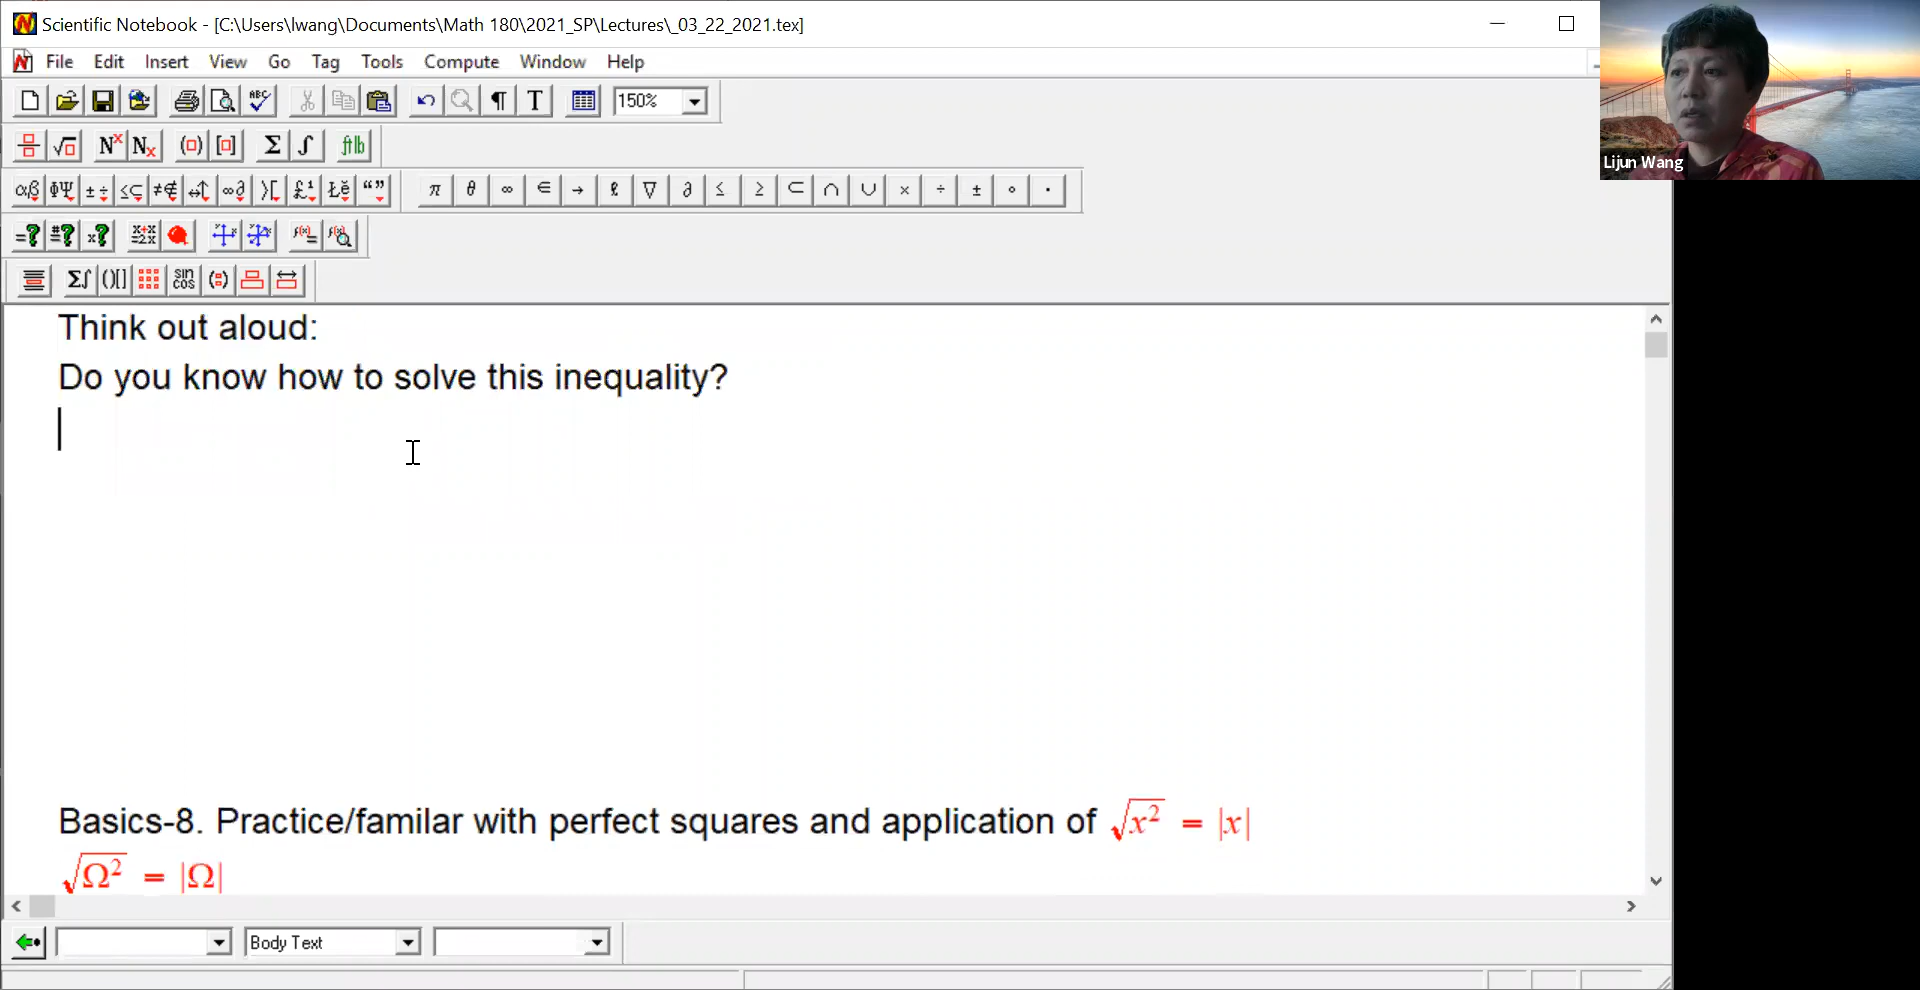 Scientific Notebook - [C:\Users\lwang\Documents\Math 180\2021_SP\Lectures\_03_22_2021.tex]
File Edit Insert View Go Tag Tools Compute Window Help
150%
Lijun Wang
Think out aloud:
Do you know how to solve this inequality?
Basics-8. Practice/familar with perfect squares and application of √x² = |x|
√Ω² = |Ω|
Body Text